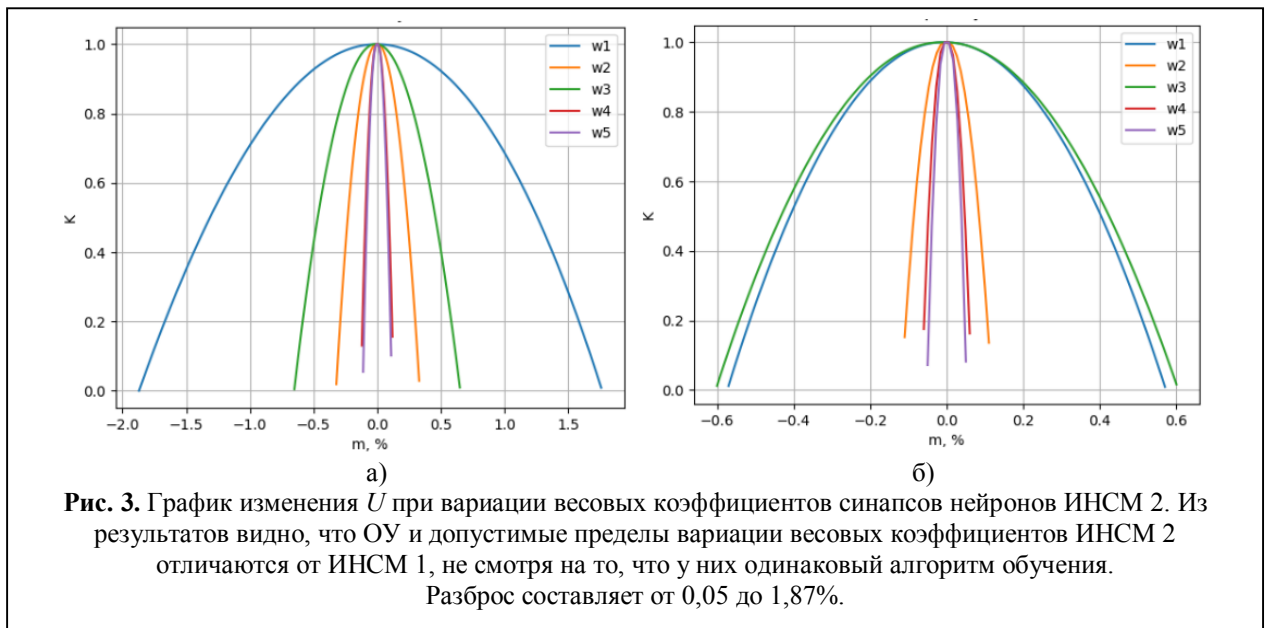 1.0
0.8
0.6
0.4
0.2
0.0
K
w1
w2
w3
w4
w5
−2.0 −1.5 −1.0 −0.5 0.0 0.5 1.0 1.5
m, %
а)
1.0
0.8
0.6
0.4
0.2
0.0
K
w1
w2
w3
w4
w5
−0.6 −0.4 −0.2 0.0 0.2 0.4 0.6
m, %
б)
Рис. 3. График изменения U при вариации весовых коэффициентов синапсов нейронов ИНСМ 2. Из
результатов видно, что ОУ и допустимые пределы вариации весовых коэффициентов ИНСМ 2
отличаются от ИНСМ 1, не смотря на то, что у них одинаковый алгоритм обучения.
Разброс составляет от 0,05 до 1,87%.